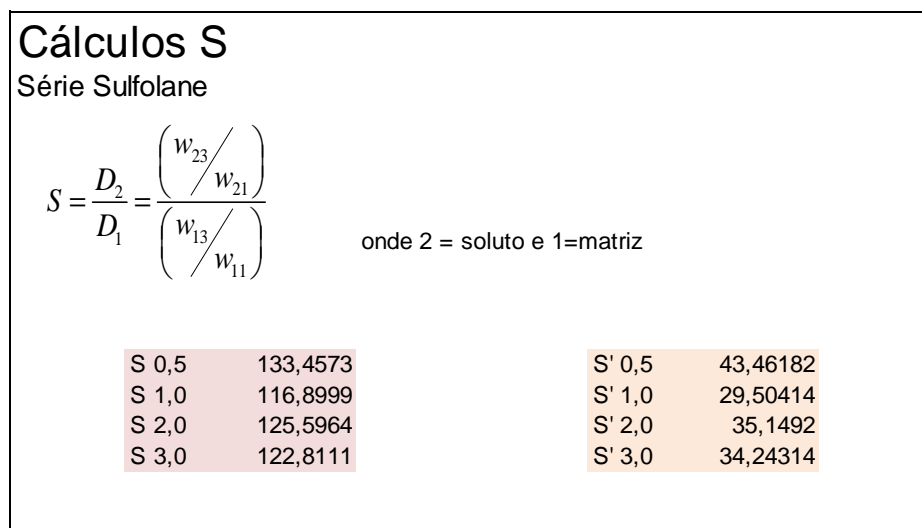 Cálculos S
Série Sulfolane
S = D₂/D₁ = (w₂₃/w₂₁)/(w₁₃/w₁₁)
onde 2 = soluto e 1=matriz
S 0,5 133,4573 S' 0,5 43,46182
S 1,0 116,8999 S' 1,0 29,50414
S 2,0 125,5964 S' 2,0 35,1492
S 3,0 122,8111 S' 3,0 34,24314